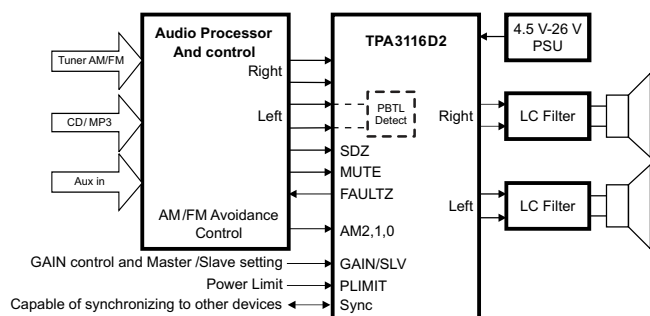 Audio Processor
And control
TPA3116D2
4.5 V-26 V
PSU
Tuner AM/FM
Right
CD/ MP3
Left
PBTL
Detect
Right
LC Filter
SDZ
Aux in
MUTE
FAULTZ
Left
LC Filter
AM/FM Avoidance
Control
AM2,1,0
GAIN control and Master /Slave setting
GAIN/SLV
Power Limit
PLIMIT
Capable of synchronizing to other devices
Sync